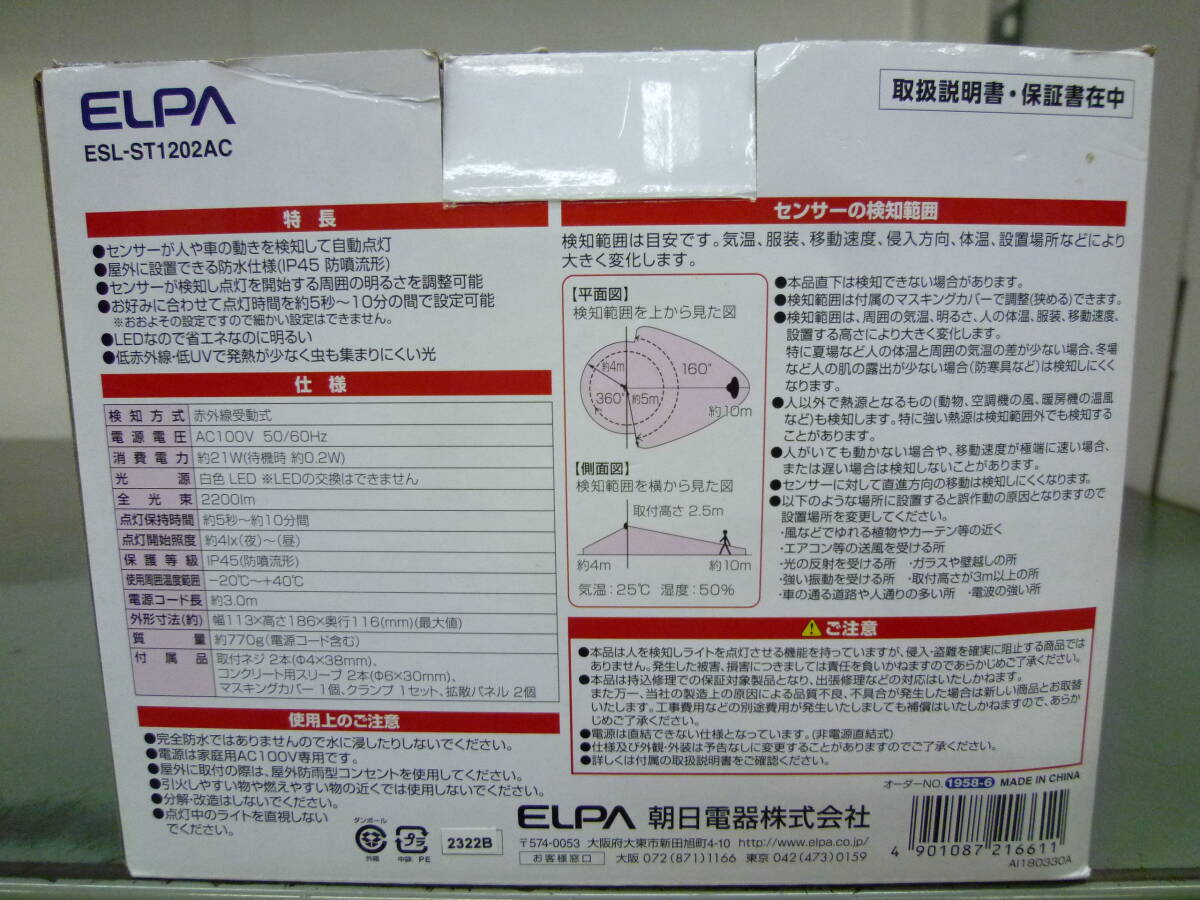 ELPA
ESL-ST1202AC
取扱説明書・保証書在中
特長
●センサーが人や車の動きを検知して自動点灯
●屋外に設置できる防水仕様(IP45 防噴流形)
●センサーが検知し点灯を開始する周囲の明るさを調整可能
●お好みに合わせて点灯時間を約5秒～10分の間で設定可能
※おおよその設定ですので細かい設定はできません。
●LEDなので省エネなのに明るい
●低赤外線・低UVで発熱が少なく虫も集まりにくい光
仕様
検知方式 赤外線受動式
電源電圧 AC100V 50/60Hz
消費電力 約21W(待機時 約0.2W)
光源 白色 LED ※LEDの交換はできません
全光束 2200lm
点灯保持時間 約5秒～約10分間
点灯開始照度 約4lx(夜)～(昼)
保護等級 IP45(防噴流形)
使用周囲温度範囲 −20℃～+40℃
電源コード長 約3.0m
外形寸法(約) 幅113×高さ186×奥行116(mm)(最大値)
質量 約770g(電源コード含む)
付属品 取付ネジ 2本(Φ4×38mm)、
コンクリート用スリーブ 2本(Φ6×30mm)、
マスキングカバー 1個、クランプ 1セット、拡散パネル 2個
使用上のご注意
●完全防水ではありませんので水に浸したりしないでください。
●電源は家庭用AC100V専用です。
●屋外に取付の際は、屋外防雨型コンセントを使用してください。
●引火しやすい物や燃えやすい物の近くでは使用しないでください。
●分解・改造はしないでください。
●点灯中のライトを直視しない
でください。
センサーの検知範囲
検知範囲は目安です。気温、服装、移動速度、侵入方向、体温、設置場所などにより
大きく変化します。
【平面図】
検知範囲を上から見た図
約4m
160°
360°
約5m
約10m
【側面図】
検知範囲を横から見た図
取付高さ 2.5m
約4m
約10m
気温：25℃ 湿度：50%
●本品直下は検知できない場合があります。
●検知範囲は付属のマスキングカバーで調整(狭める)できます。
●検知範囲は、周囲の気温、明るさ、人の体温、服装、移動速度、
設置する高さにより大きく変化します。
特に夏場など人の体温と周囲の気温の差が少ない場合、冬場
など人の肌の露出が少ない場合(防寒具など)は検知しにくく
なります。
●人以外で熱源となるもの(動物、空調機の風、暖房機の温風
など)も検知します。特に強い熱源は検知範囲外でも検知する
ことがあります。
●人がいても動かない場合や、移動速度が極端に速い場合、
または遅い場合は検知しないことがあります。
●センサーに対して直進方向の移動は検知しにくくなります。
●以下のような場所に設置すると誤作動の原因となりますので
設置場所を変更してください。
・風などでゆれる植物やカーテン等の近く
・エアコン等の送風を受ける所
・光の反射を受ける所 ・ガラスや壁越しの所
・強い振動を受ける所 ・取付高さが3m以上の所
・車の通る道路や人通りの多い所 ・電波の強い所
ご注意
●本品は人を検知しライトを点灯させる機能を持っていますが、侵入・盗難を確実に阻止する商品では
ありません。発生した被害、損害につきましては責任を負いかねますのであらかじめご了承ください。
●本品は持込修理での保証対象製品となり、出張修理などの対応はいたしかねます。
また万一、当社の製造上の原因による品質不良、不具合が発生した場合は新しい商品とお取替
いたします。工事費用などの別途費用が発生いたしましても補償はいたしかねますので、あらか
じめご了承ください。
●電源は直結できない仕様となっています。(非電源直結式)
●仕様及び外観・外装は予告なしに変更することがありますのでご了承ください。
●詳しくは付属の取扱説明書をご確認ください。
オーダーNO. 1958-6 MADE IN CHINA
ダンボール
外箱
プラ
中袋：PE
2322B
ELPA 朝日電器株式会社
〒574-0053 大阪府大東市新田旭町4-10 http://www.elpa.co.jp/
お客様窓口 大阪 072(871)1166 東京 042(473)0159
4 901087 216611
AI180330A